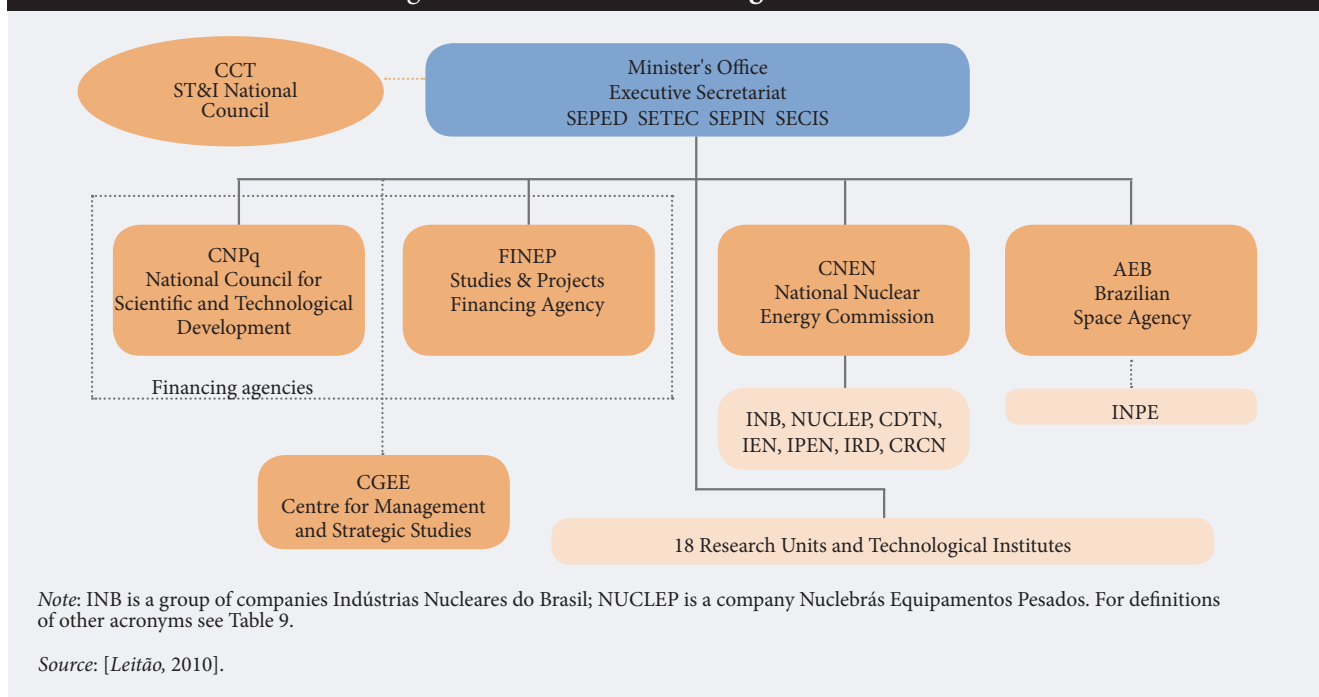 CCT
ST&I National
Council
Minister's Office
Executive Secretariat
SEPED SETEC SEPIN SECIS
CNPq
National Council for
Scientific and Technological
Development
FINEP
Studies & Projects
Financing Agency
CNEN
National Nuclear
Energy Commission
AEB
Brazilian
Space Agency
Financing agencies
INB, NUCLEP, CDTN,
IEN, IPEN, IRD, CRCN
INPE
CGEE
Centre for Management
and Strategic Studies
18 Research Units and Technological Institutes
Note: INB is a group of companies Indústrias Nucleares do Brasil; NUCLEP is a company Nuclebrás Equipamentos Pesados. For definitions
of other acronyms see Table 9.
Source: [Leitão, 2010].